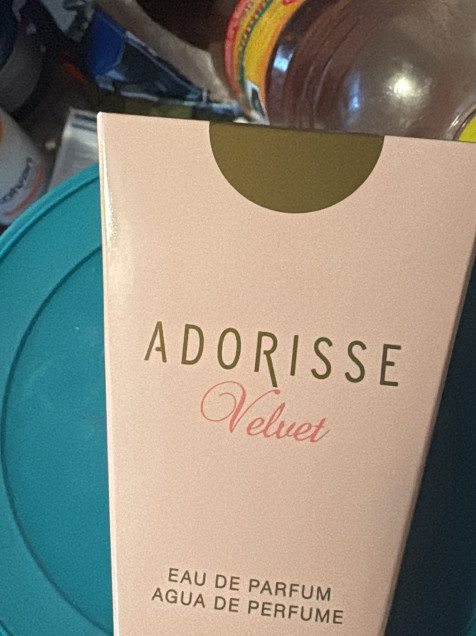 ADORISSE
Velvet
EAU DE PARFUM
AGUA DE PERFUME